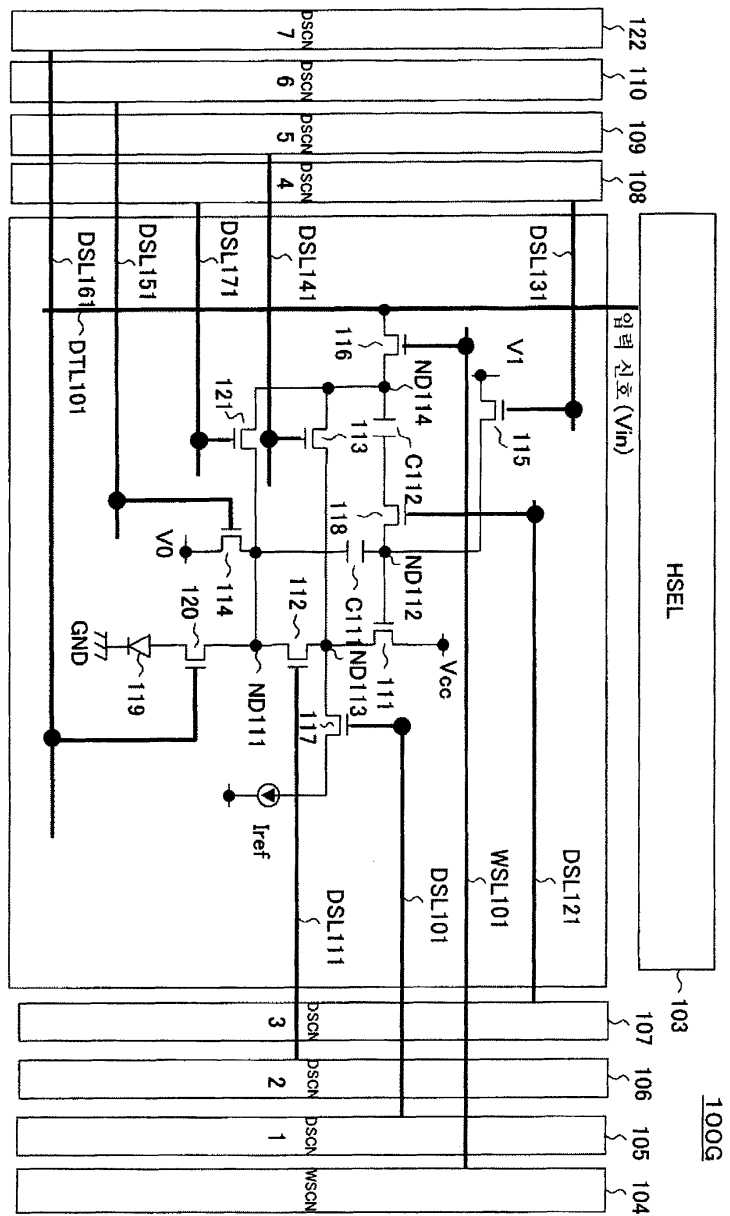 100G
HSEL
103
입력 신호 (Vin)
DSCN
7
122
DSCN
6
110
DSCN
5
109
DSCN
4
108
DSL131
DSL141
DSL171
DSL151
DSL161
DTL101
V1
115
116
ND114
C112
118
ND112
113
121
111
Vcc
C111
ND113
112
ND111
V0
114
120
119
GND
117
Iref
DSL121
WSL101
DSL101
DSL111
DSCN
3
107
DSCN
2
106
DSCN
1
105
WSCN
104